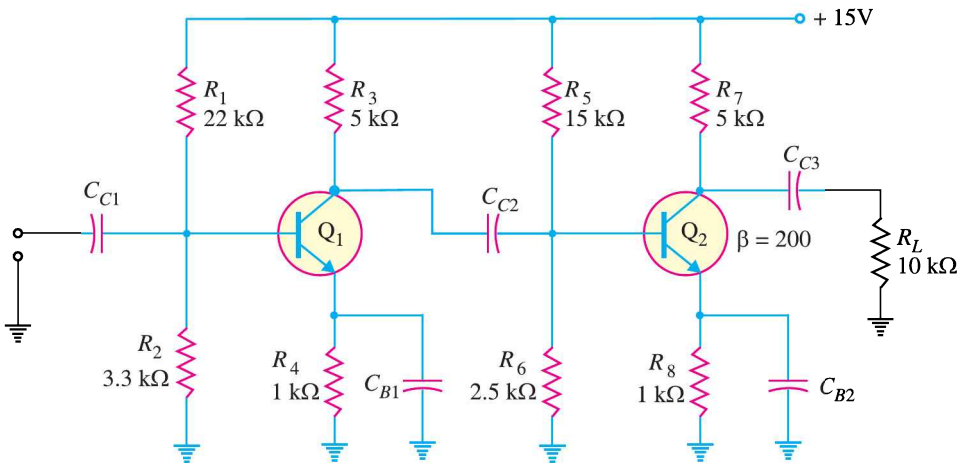 + 15V
R1
22 kΩ
R3
5 kΩ
R5
15 kΩ
R7
5 kΩ
CC1
CC2
CC3
Q1
Q2
β = 200
RL
10 kΩ
R2
3.3 kΩ
R4
1 kΩ
CB1
R6
2.5 kΩ
R8
1 kΩ
CB2